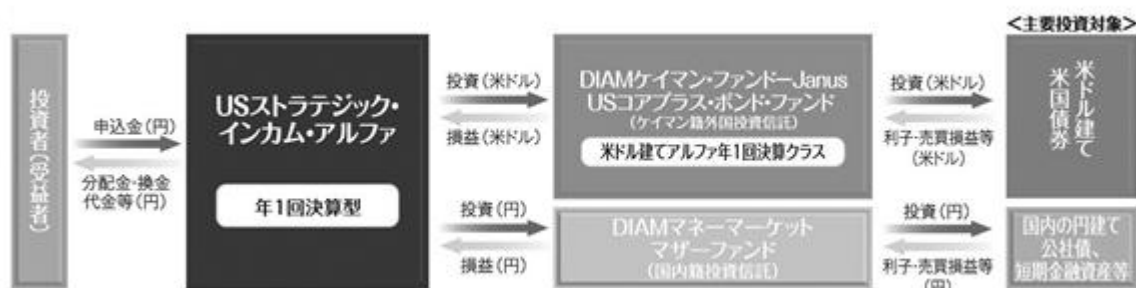 <主要投資対象>
投資者(受益者)
申込金(円)
分配金・換金
代金等(円)
USストラテジック・
インカム・アルファ
年1回決算型
投資(米ドル)
損益(米ドル)
投資(円)
損益(円)
DIAMケイマン・ファンドーJanus
USコアプラス・ボンド・ファンド
(ケイマン籍外国投資信託)
米ドル建てアルファ年1回決算クラス
DIAMマネーマーケット
マザーファンド
(国内籍投資信託)
投資(米ドル)
利子・売買損益等
(米ドル)
投資(円)
利子・売買損益等
(円)
米ドル建て
米国債券
国内の円建て
公社債、
短期金融資産等